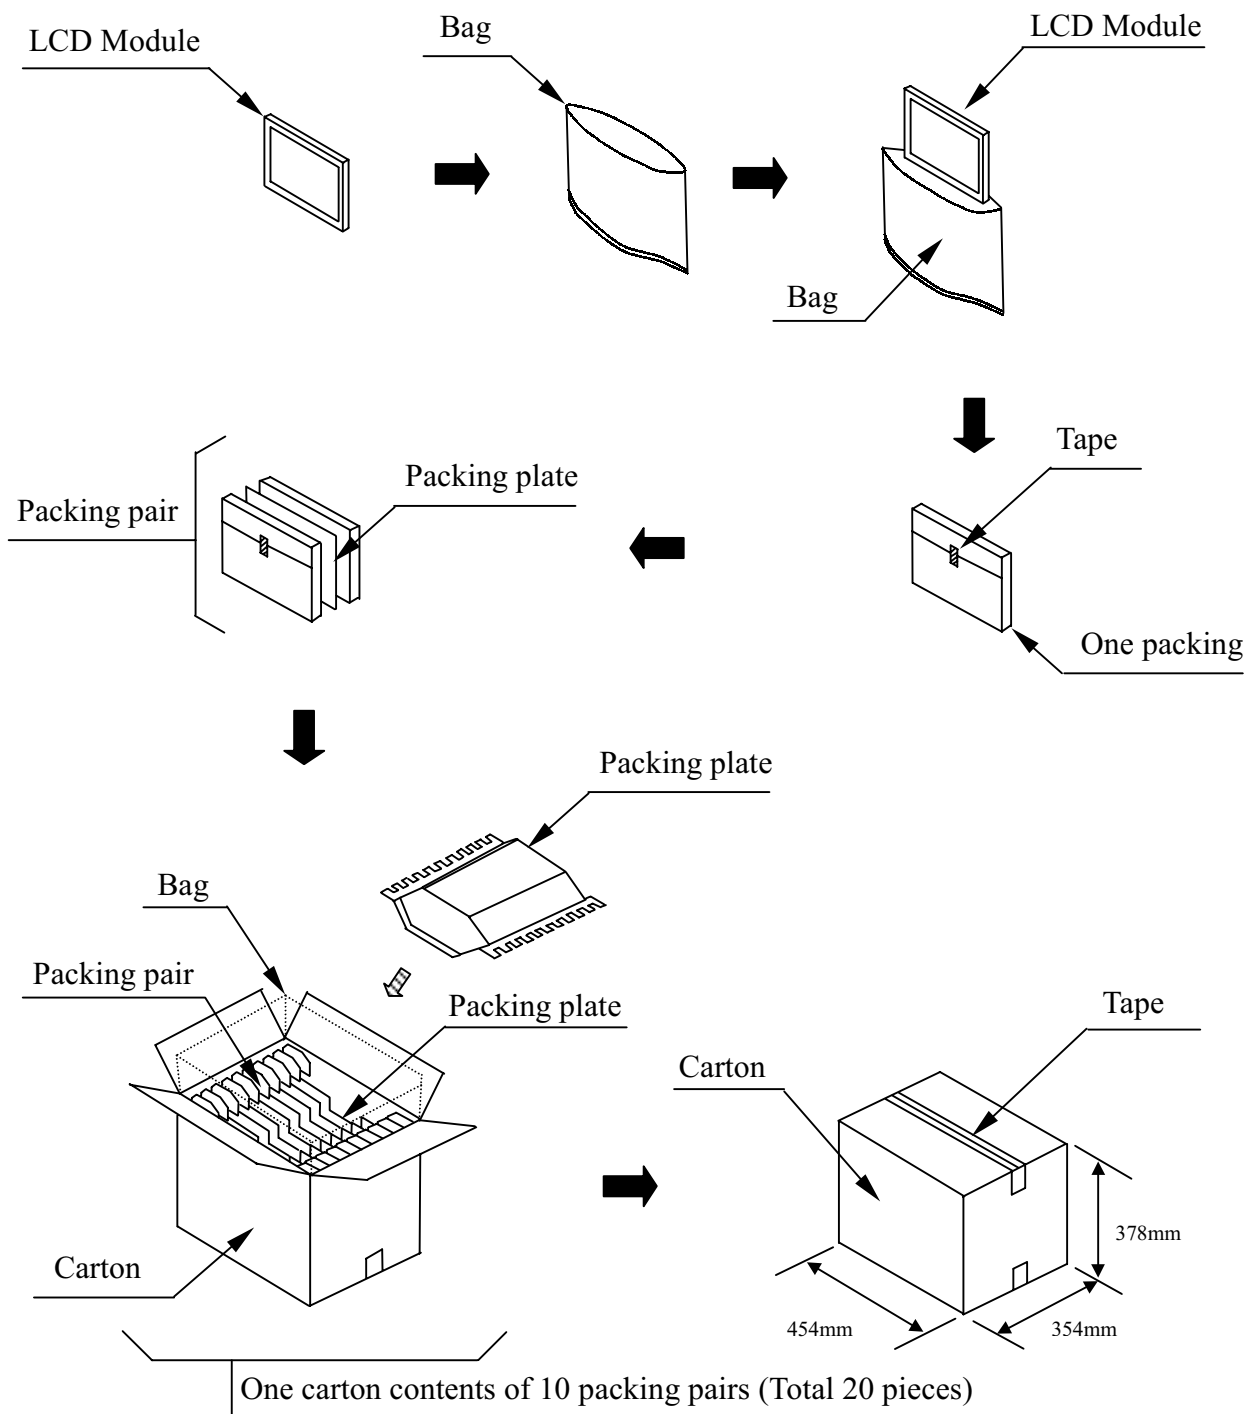 LCD Module
Bag
LCD Module
Bag
Tape
Packing plate
Packing pair
One packing
Packing plate
Bag
Packing pair
Packing plate
Tape
Carton
Carton
378mm
454mm
354mm
One carton contents of 10 packing pairs (Total 20 pieces)